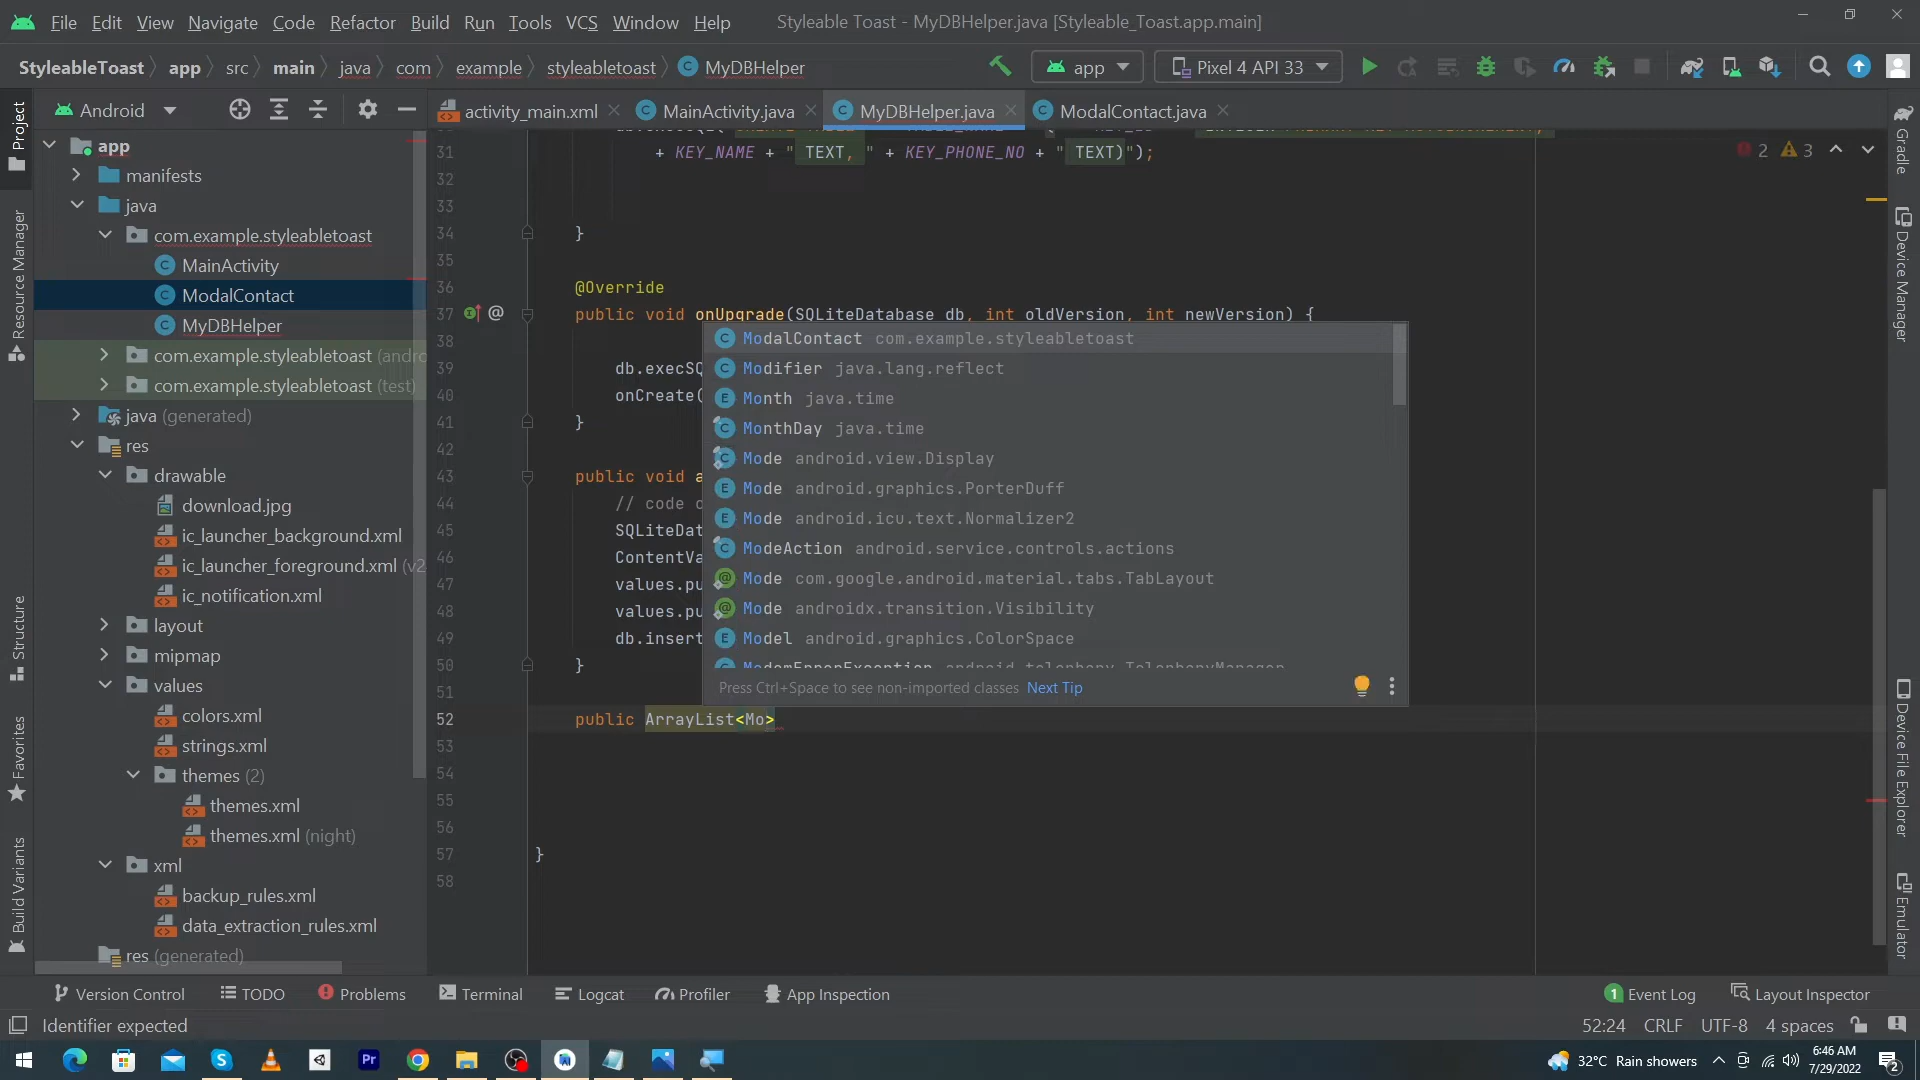 File Edit View Navigate Code Refactor Build Run Tools VCS Window Help Styleable Toast - MyDBHelper.java [Styleable_Toast.app.main]
StyleableToast app src main java com example styleabletoast MyDBHelper app Pixel 4 API 33
Android activity_main.xml MainActivity.java MyDBHelper.java ModalContact.java
Project
Resource Manager
Structure
Favorites
Build Variants
app
manifests
java
com.example.styleabletoast
MainActivity
ModalContact
MyDBHelper
com.example.styleabletoast (andro
com.example.styleabletoast (test)
java (generated)
res
drawable
download.jpg
ic_launcher_background.xml
ic_launcher_foreground.xml (v2
ic_notification.xml
layout
mipmap
values
colors.xml
strings.xml
themes (2)
themes.xml
themes.xml (night)
xml
backup_rules.xml
data_extraction_rules.xml
res (generated)
31 + KEY_NAME + " TEXT, " + KEY_PHONE_NO + " TEXT)");
32
33
34 }
35
36 @Override
37 public void onUpgrade(SQLiteDatabase db, int oldVersion, int newVersion) {
38
39 db.execSQ
40 onCreate(
41 }
42
43 public void a
44 // code o
45 SQLiteDat
46 ContentVa
47 values.pu
48 values.pu
49 db.insert
50 }
51
52 public ArrayList<Mo>
53
54
55
56
57 }
58
2 3
ModalContact com.example.styleabletoast
Modifier java.lang.reflect
Month java.time
MonthDay java.time
Mode android.view.Display
Mode android.graphics.PorterDuff
Mode android.icu.text.Normalizer2
ModeAction android.service.controls.actions
Mode com.google.android.material.tabs.TabLayout
Mode androidx.transition.Visibility
Model android.graphics.ColorSpace
ModemErrorException android.telephony.TelephonyManager
Press Ctrl+Space to see non-imported classes Next Tip
Gradle
Device Manager
Device File Explorer
Emulator
Version Control TODO Problems Terminal Logcat Profiler App Inspection 1 Event Log Layout Inspector
Identifier expected 52:24 CRLF UTF-8 4 spaces
32°C Rain showers 6:46 AM
7/29/2022 2